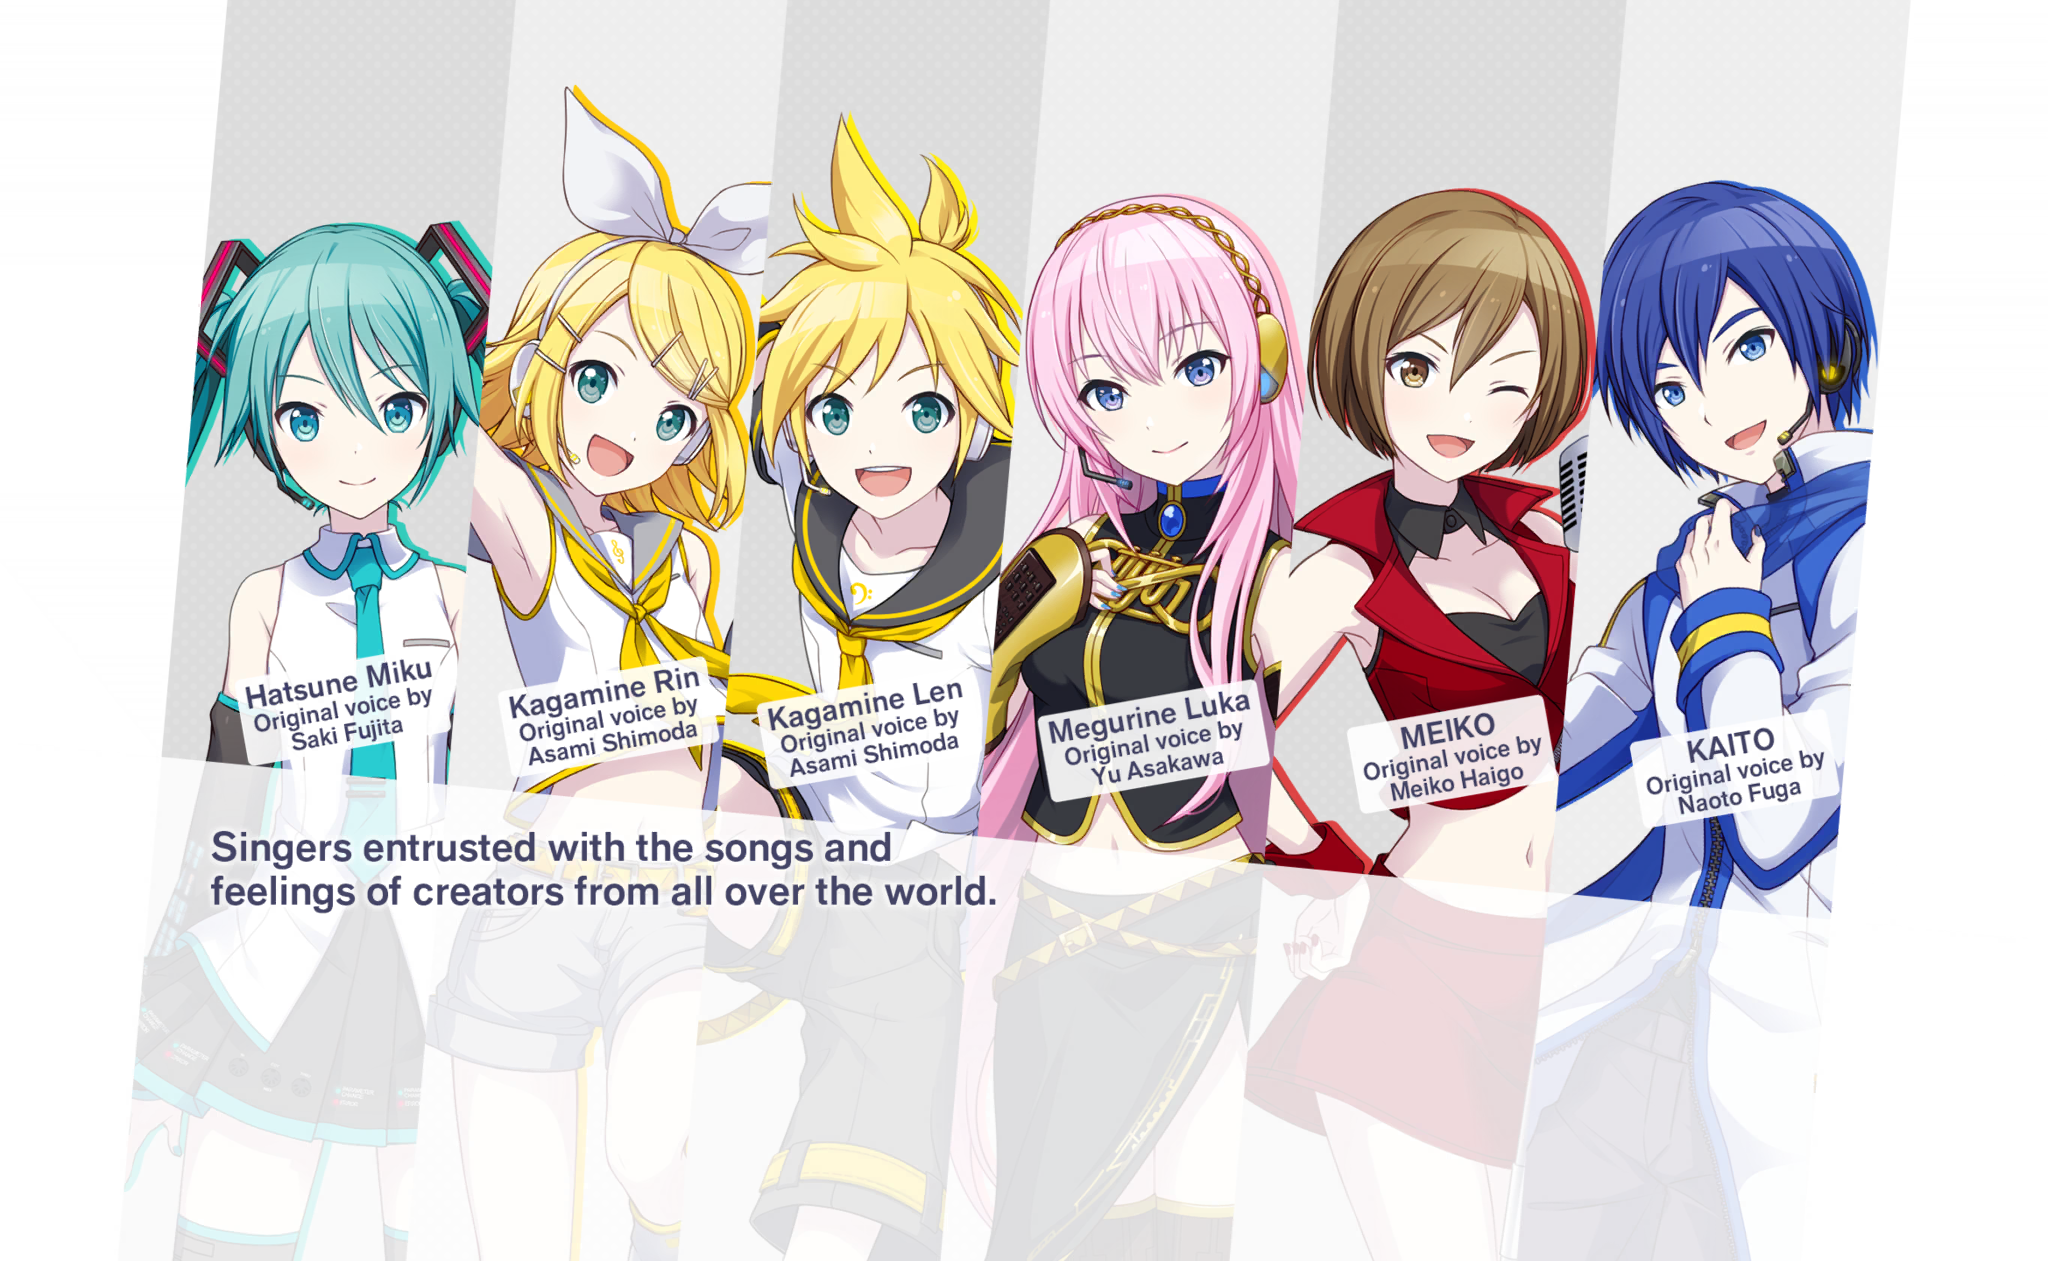 Hatsune Miku
Original voice by
Saki Fujita
Kagamine Rin
Original voice by
Asami Shimoda
Kagamine Len
Original voice by
Asami Shimoda
Megurine Luka
Original voice by
Yu Asakawa
MEIKO
Original voice by
Meiko Haigo
KAITO
Original voice by
Naoto Fuga
Singers entrusted with the songs and
feelings of creators from all over the world.